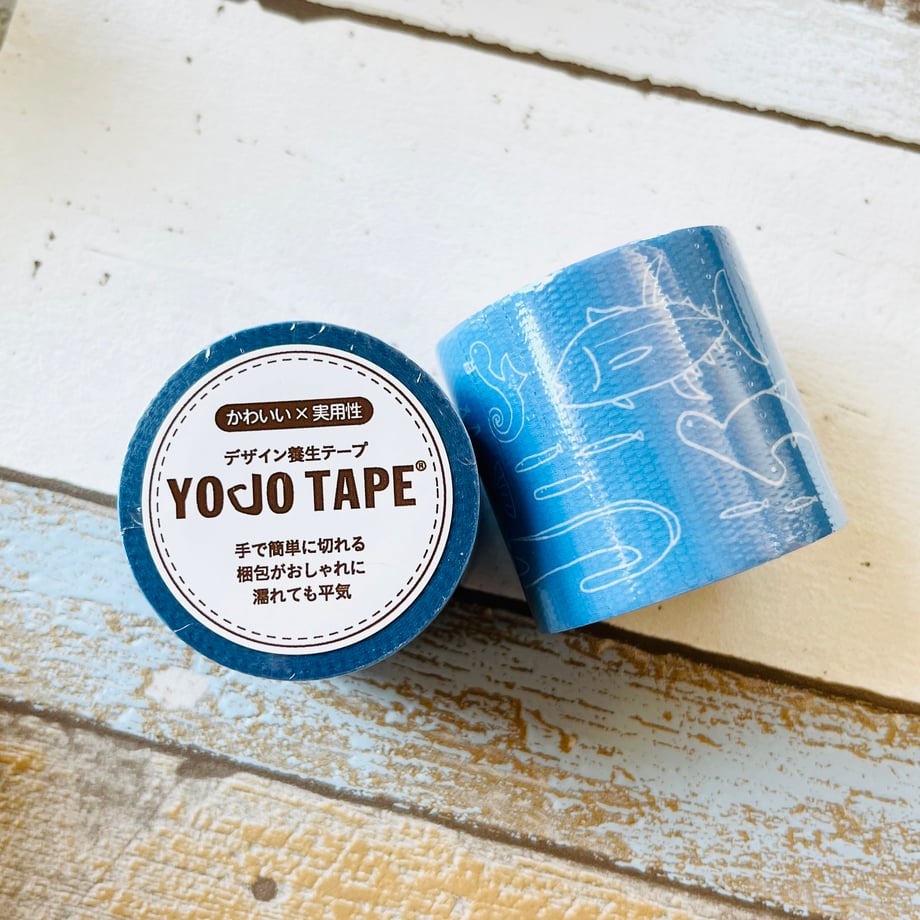 かわいい×実用性
デザイン養生テープ
YOJO TAPE®
手で簡単に切れる
梱包がおしゃれに
濡れても平気